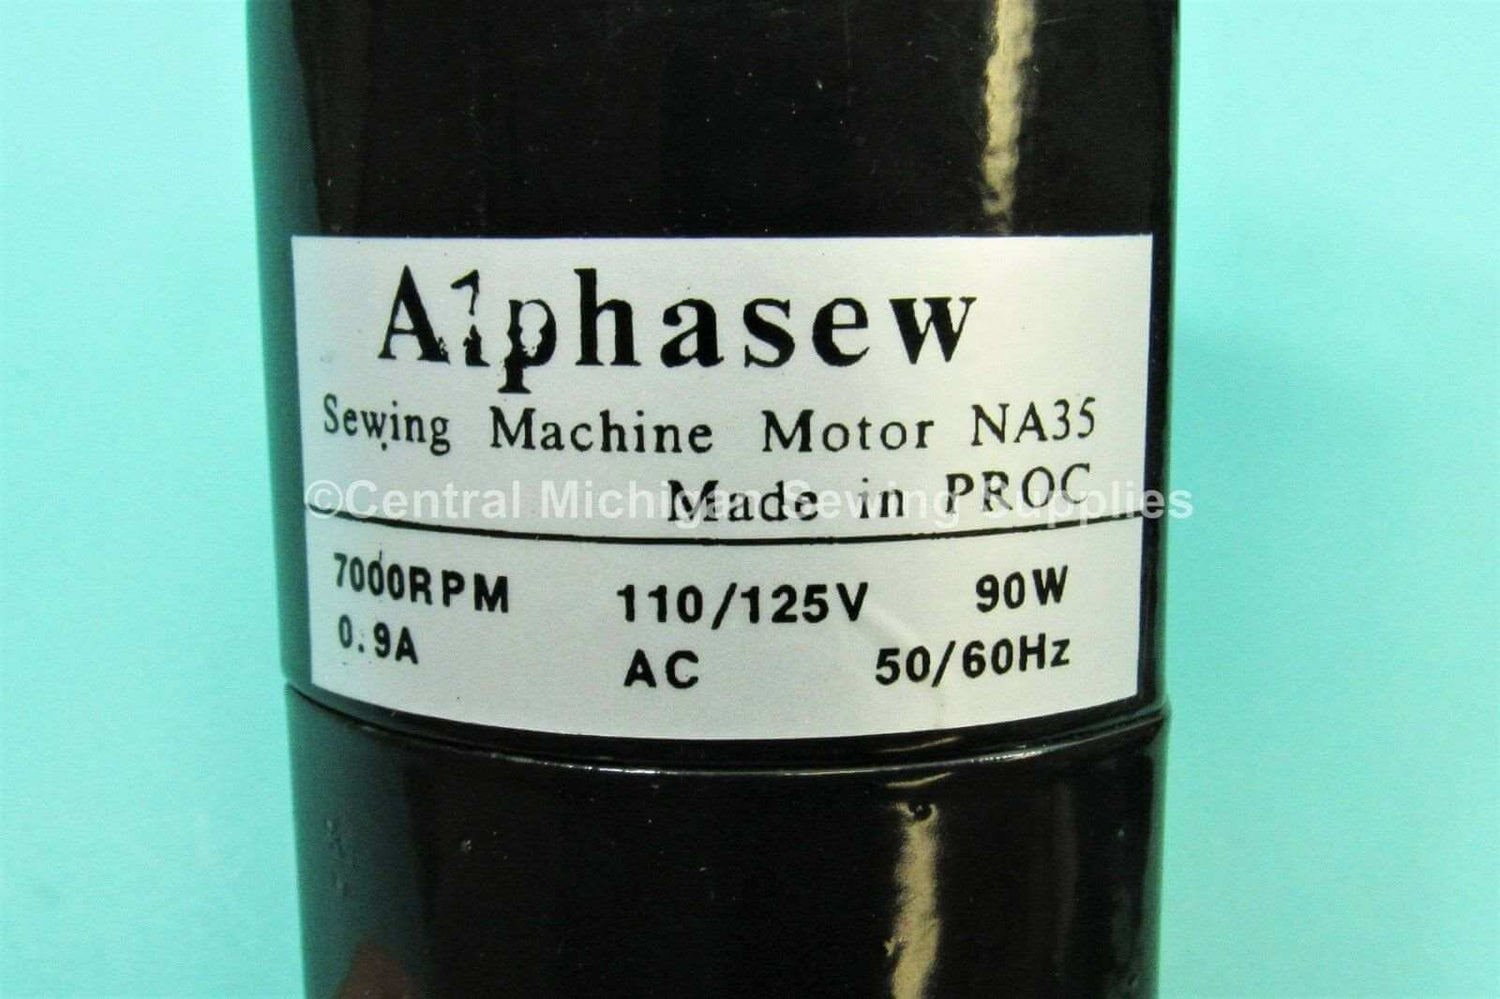 Alphasew
Sewing Machine Motor NA35
Made in PROC
©Central Michigan Sewing Supplies
7000RPM 110/125V 90W
0.9A AC 50/60Hz